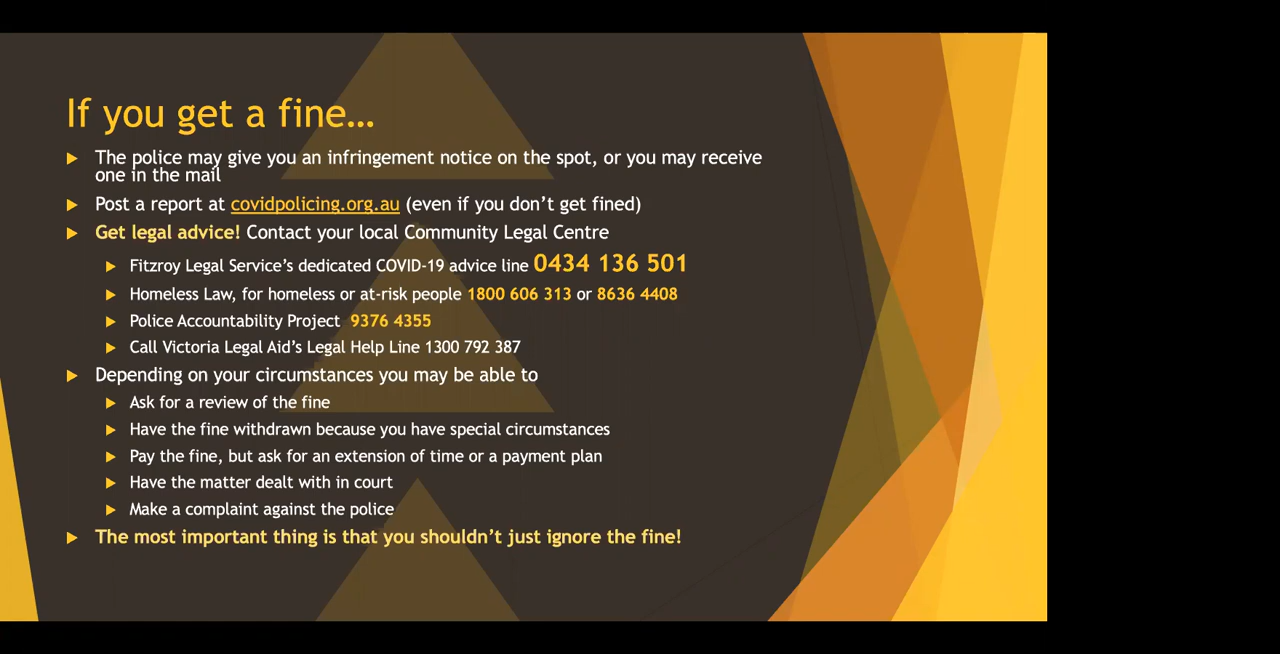 If you get a fine…
The police may give you an infringement notice on the spot, or you may receive
one in the mail
Post a report at covidpolicing.org.au (even if you don’t get fined)
Get legal advice! Contact your local Community Legal Centre
Fitzroy Legal Service’s dedicated COVID-19 advice line 0434 136 501
Homeless Law, for homeless or at-risk people 1800 606 313 or 8636 4408
Police Accountability Project 9376 4355
Call Victoria Legal Aid’s Legal Help Line 1300 792 387
Depending on your circumstances you may be able to
Ask for a review of the fine
Have the fine withdrawn because you have special circumstances
Pay the fine, but ask for an extension of time or a payment plan
Have the matter dealt with in court
Make a complaint against the police
The most important thing is that you shouldn’t just ignore the fine!